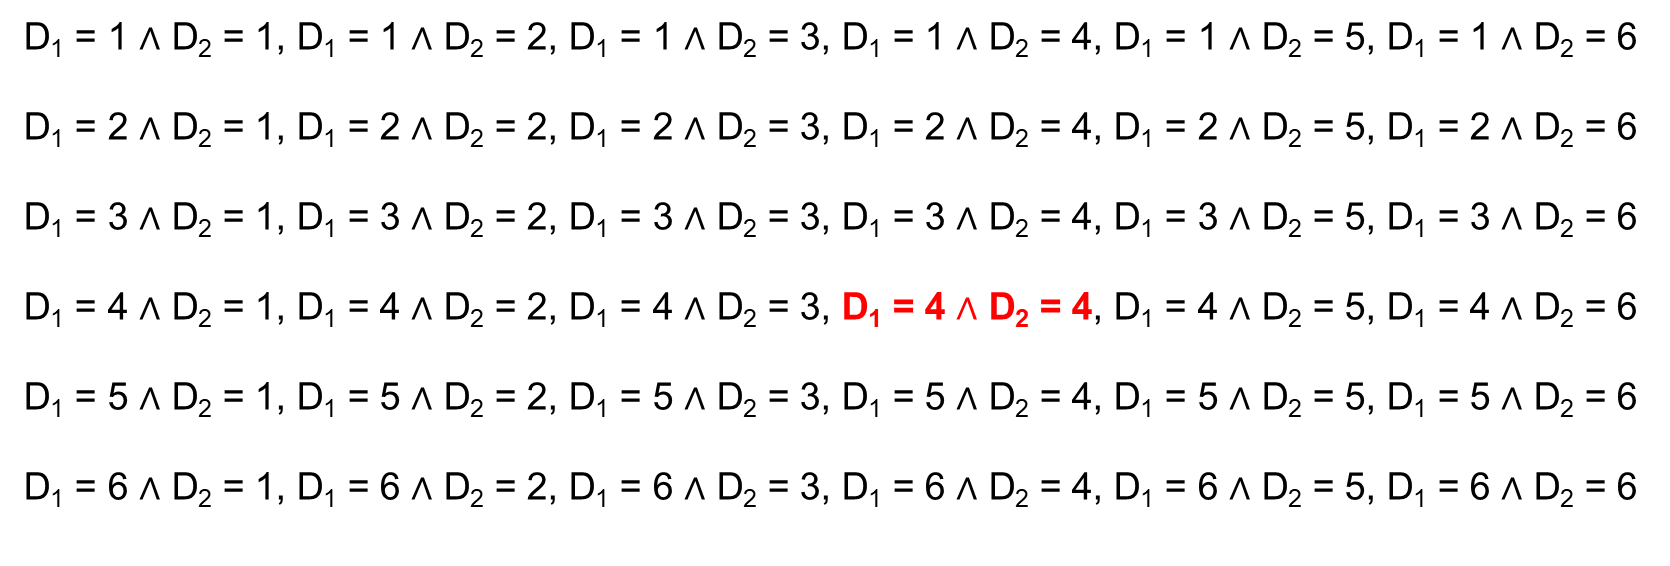 D₁ = 1 ∧ D₂ = 1, D₁ = 1 ∧ D₂ = 2, D₁ = 1 ∧ D₂ = 3, D₁ = 1 ∧ D₂ = 4, D₁ = 1 ∧ D₂ = 5, D₁ = 1 ∧ D₂ = 6
D₁ = 2 ∧ D₂ = 1, D₁ = 2 ∧ D₂ = 2, D₁ = 2 ∧ D₂ = 3, D₁ = 2 ∧ D₂ = 4, D₁ = 2 ∧ D₂ = 5, D₁ = 2 ∧ D₂ = 6
D₁ = 3 ∧ D₂ = 1, D₁ = 3 ∧ D₂ = 2, D₁ = 3 ∧ D₂ = 3, D₁ = 3 ∧ D₂ = 4, D₁ = 3 ∧ D₂ = 5, D₁ = 3 ∧ D₂ = 6
D₁ = 4 ∧ D₂ = 1, D₁ = 4 ∧ D₂ = 2, D₁ = 4 ∧ D₂ = 3, D₁ = 4 ∧ D₂ = 4, D₁ = 4 ∧ D₂ = 5, D₁ = 4 ∧ D₂ = 6
D₁ = 5 ∧ D₂ = 1, D₁ = 5 ∧ D₂ = 2, D₁ = 5 ∧ D₂ = 3, D₁ = 5 ∧ D₂ = 4, D₁ = 5 ∧ D₂ = 5, D₁ = 5 ∧ D₂ = 6
D₁ = 6 ∧ D₂ = 1, D₁ = 6 ∧ D₂ = 2, D₁ = 6 ∧ D₂ = 3, D₁ = 6 ∧ D₂ = 4, D₁ = 6 ∧ D₂ = 5, D₁ = 6 ∧ D₂ = 6